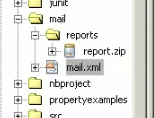 junit
mail
reports
report.zip
mail.xml
nbproject
propertyexamples
src